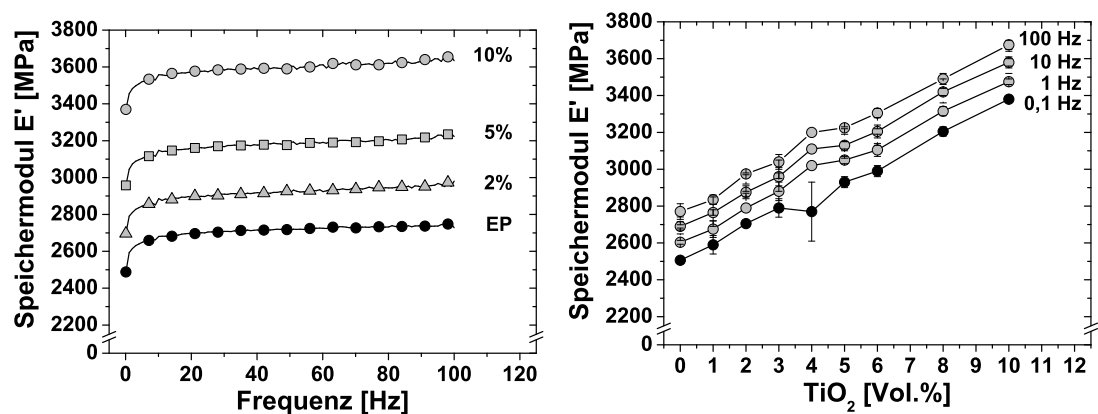 3800
3600
3400
3200
3000
2800
2600
2400
2200
0
Speichermodul E' [MPa]
10%
5%
2%
EP
0 20 40 60 80 100 120
Frequenz [Hz]
3800
3600
3400
3200
3000
2800
2600
2400
2200
0
Speichermodul E' [MPa]
100 Hz
10 Hz
1 Hz
0,1 Hz
0 1 2 3 4 5 6 7 8 9 10 11 12
TiO₂ [Vol.%]